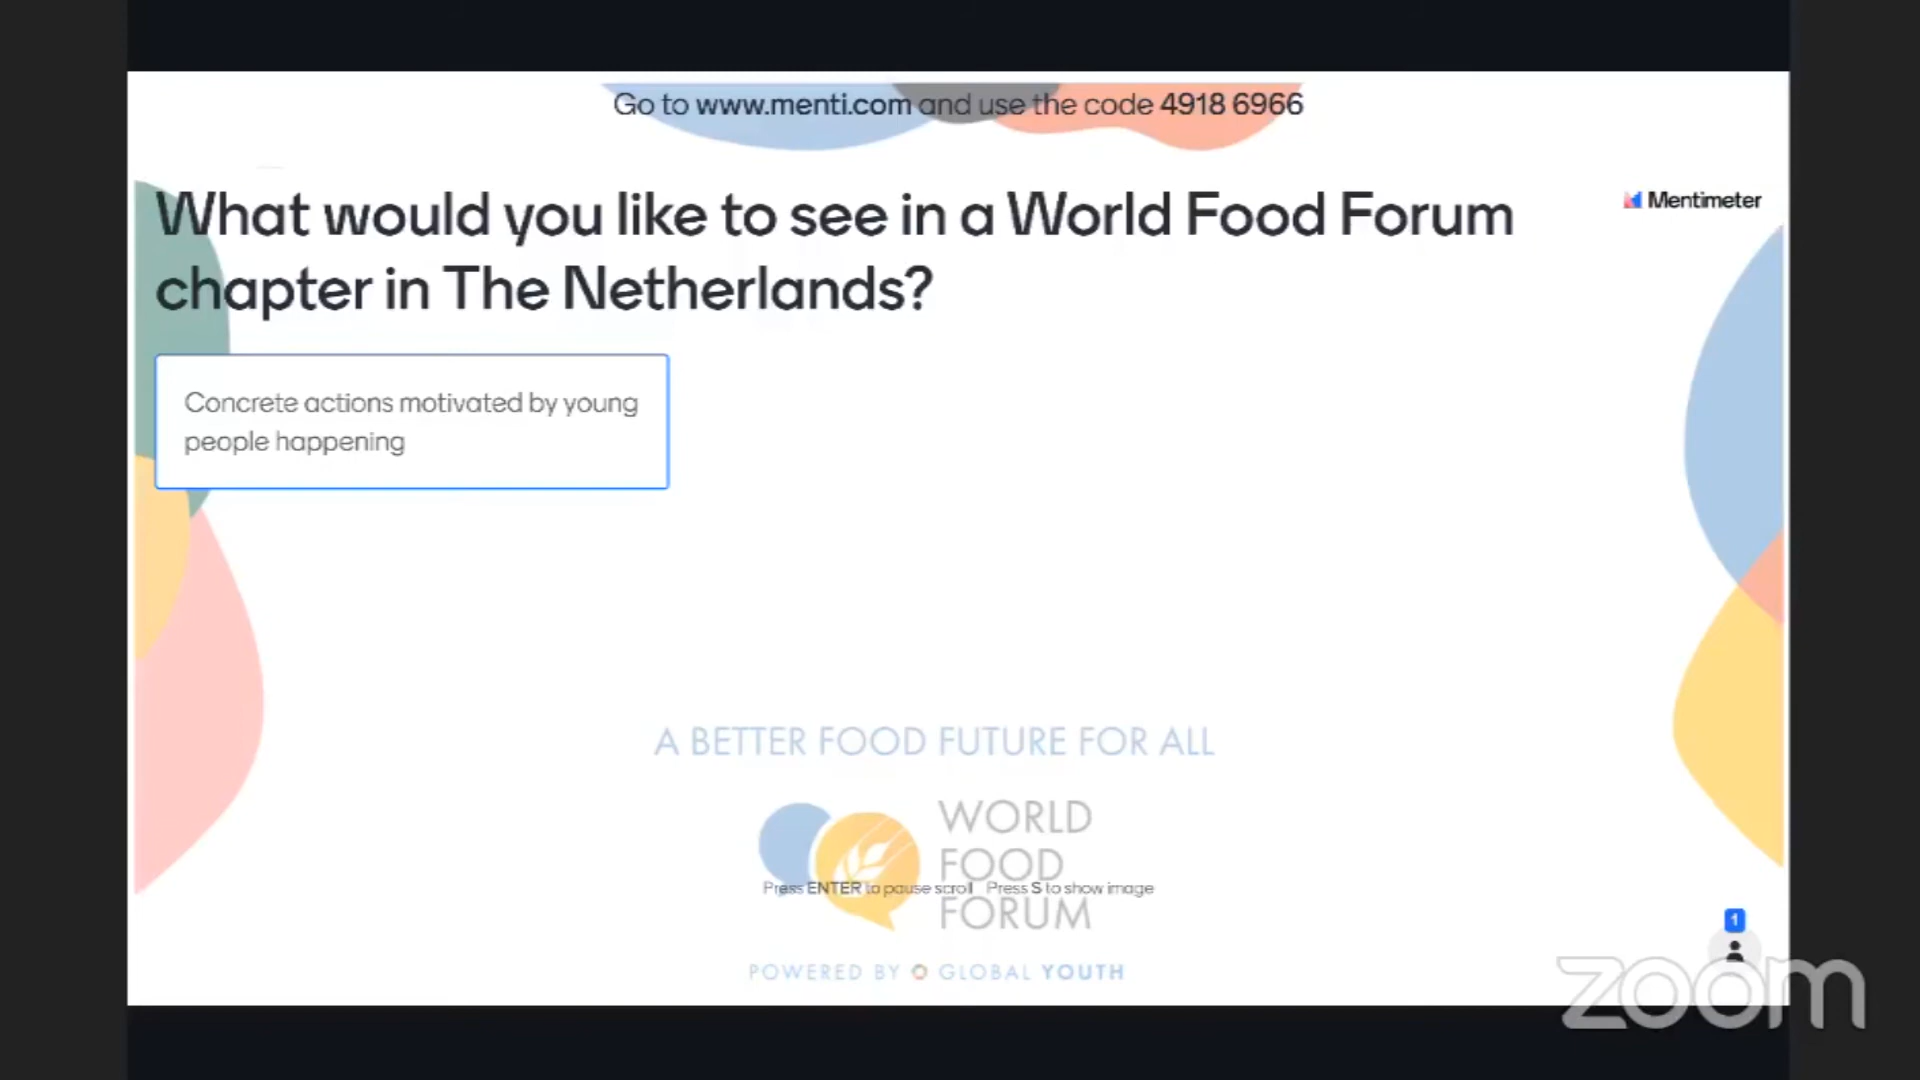 Go to www.menti.com and use the code 4918 6966
What would you like to see in a World Food Forum
chapter in The Netherlands?
Mentimeter
Concrete actions motivated by young
people happening
A BETTER FOOD FUTURE FOR ALL
WORLD
FOOD
FORUM
Press ENTER to pause scroll Press S to show image
POWERED BY GLOBAL YOUTH
1
zoom